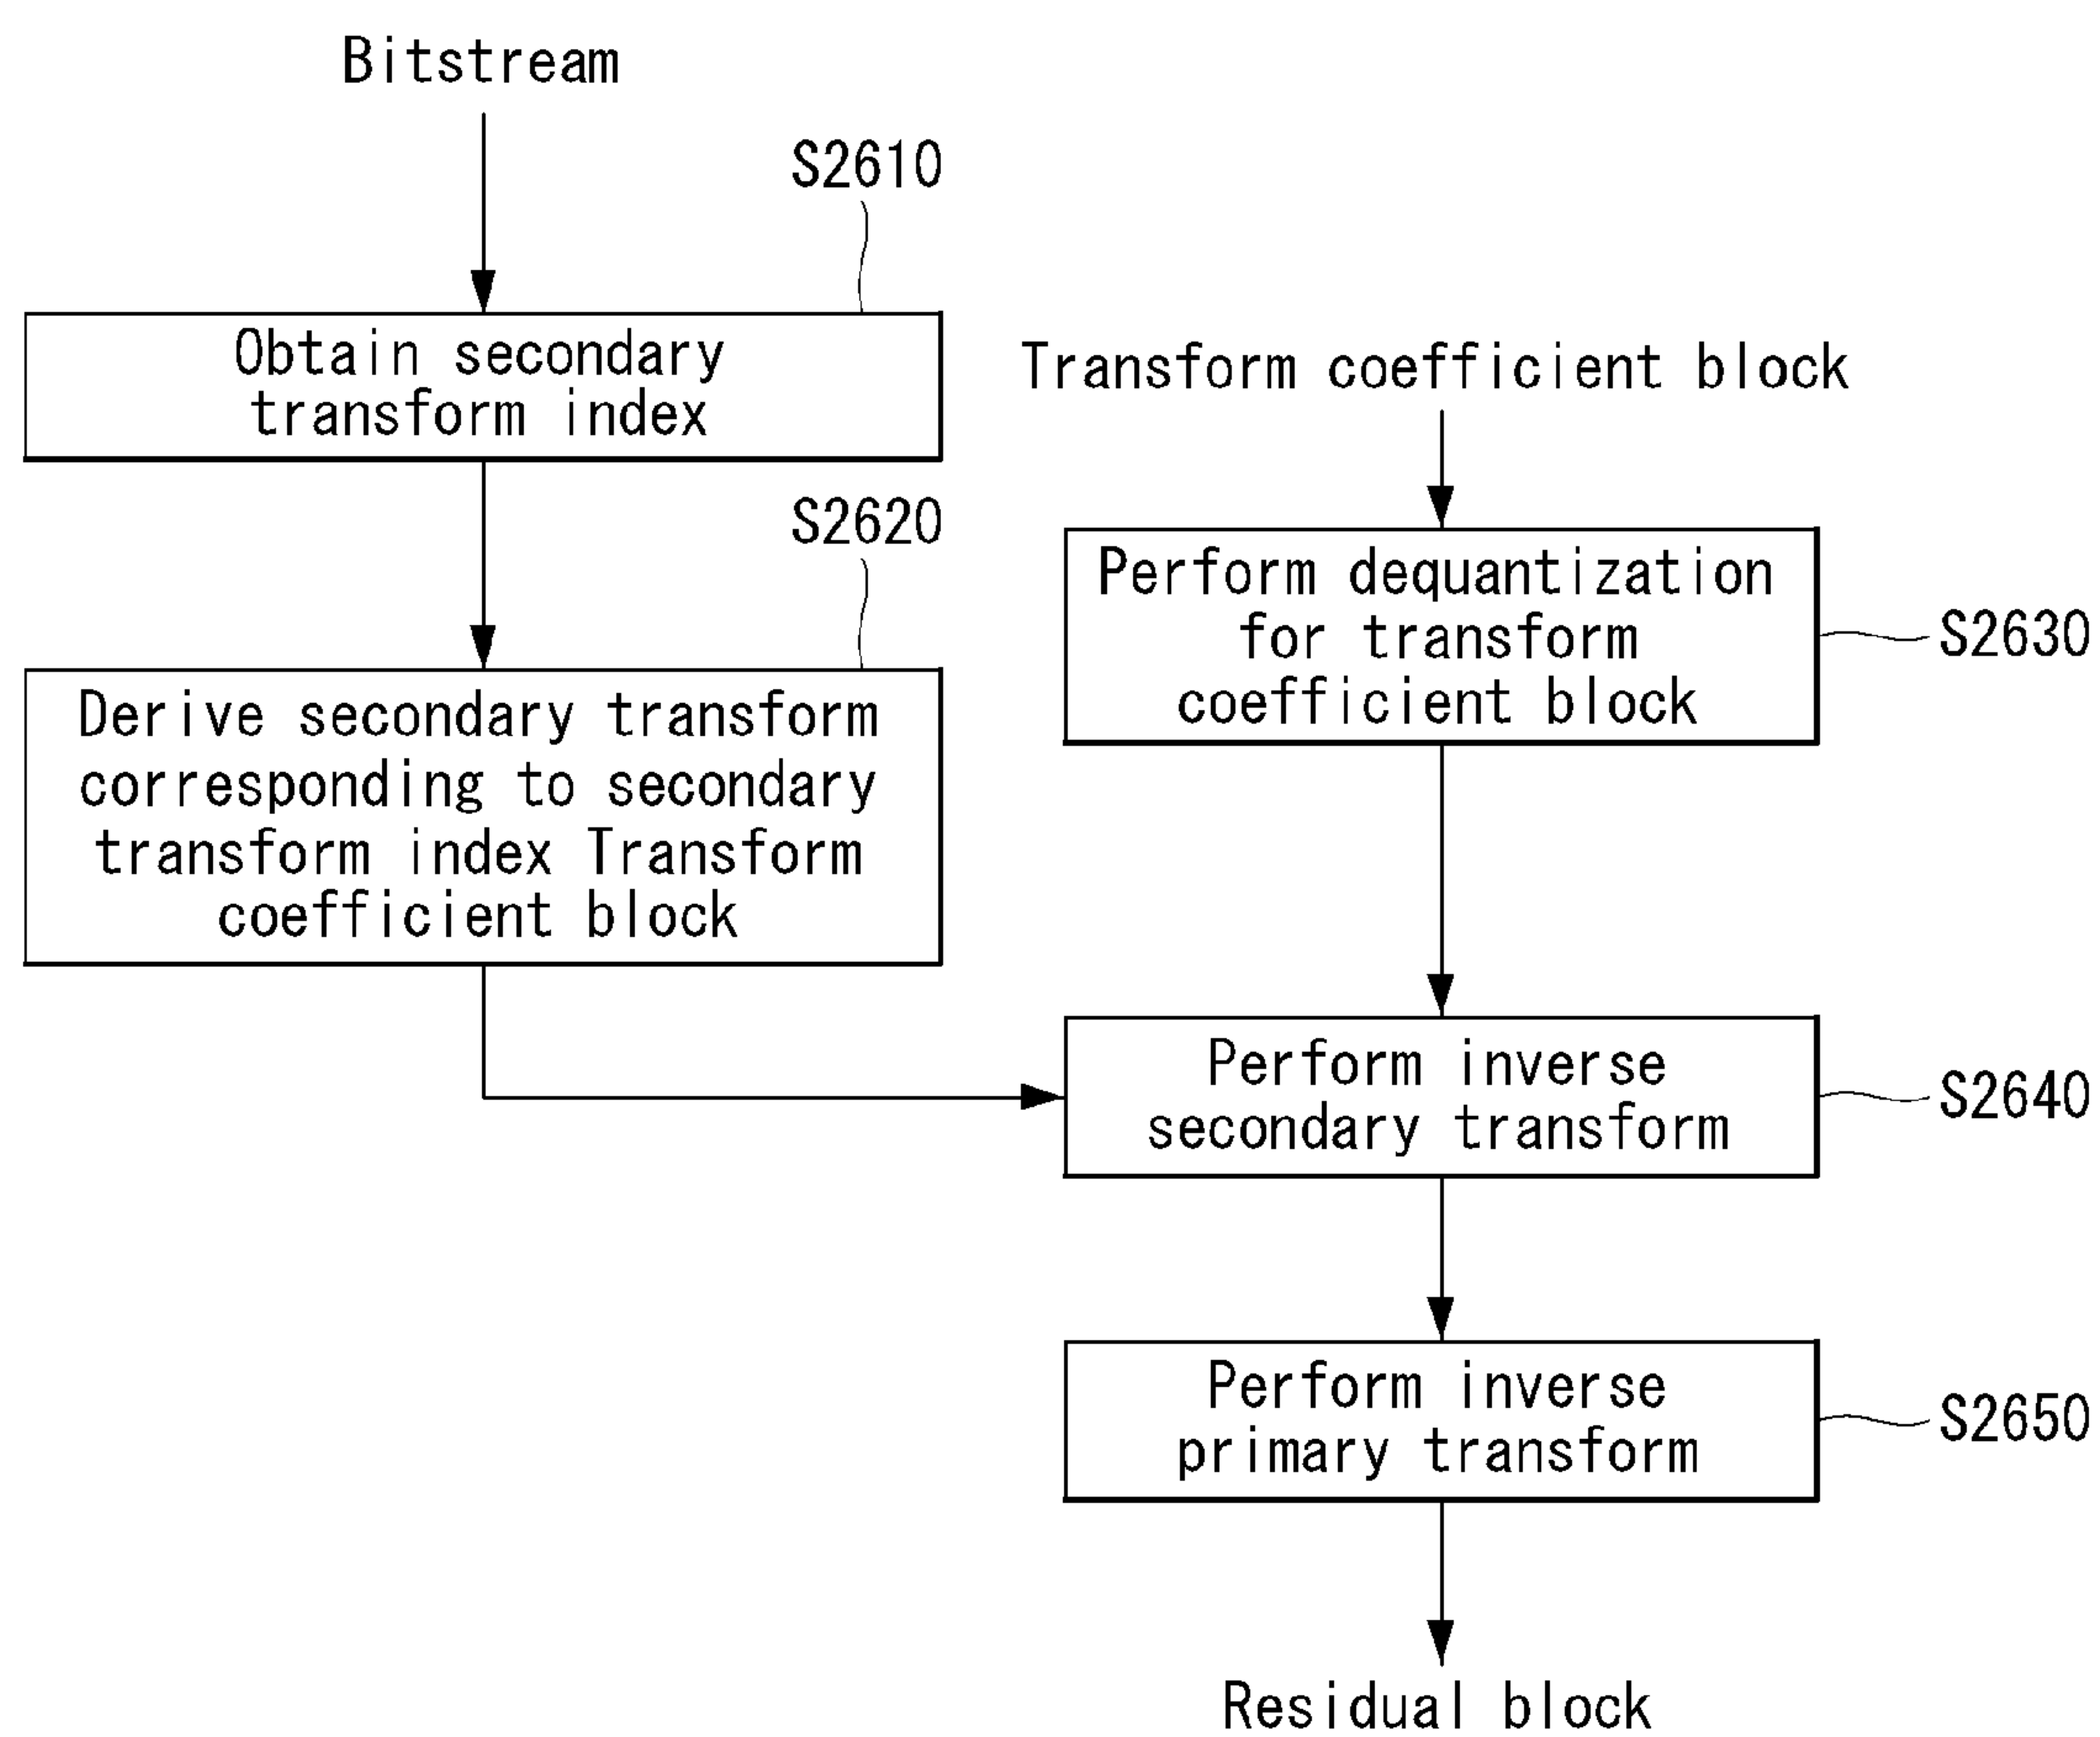 Bitstream
S2610
Obtain secondary
transform index
S2620
Derive secondary transform
corresponding to secondary
transform index Transform
coefficient block
Transform coefficient block
Perform dequantization
for transform
coefficient block
S2630
Perform inverse
secondary transform
S2640
Perform inverse
primary transform
S2650
Residual block